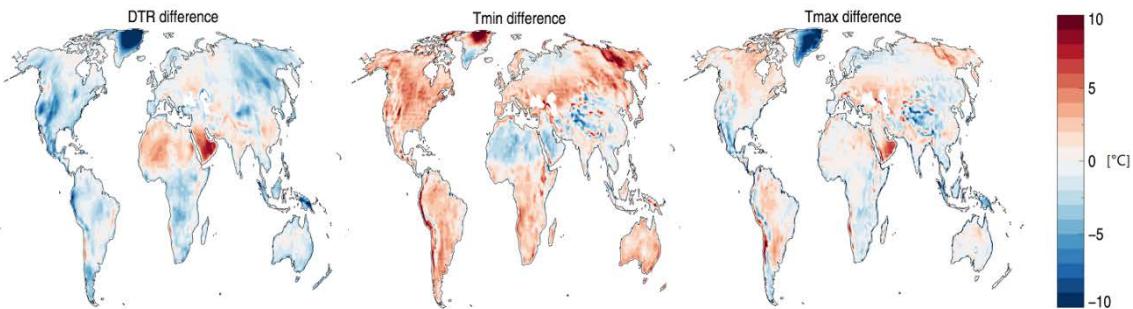 DTR difference
Tmin difference
Tmax difference
10
5
0 [°C]
−5
−10